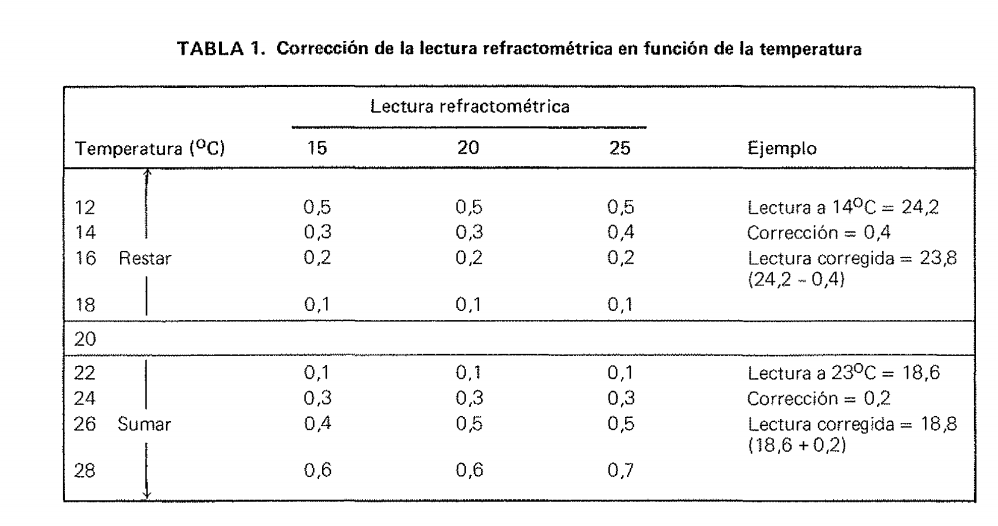 TABLA 1. Corrección de la lectura refractométrica en función de la temperatura
Lectura refractométrica
Temperatura (ºC) 15 20 25 Ejemplo
12 0,5 0,5 0,5 Lectura a 14ºC = 24,2
14 0,3 0,3 0,4 Corrección = 0,4
16 Restar 0,2 0,2 0,2 Lectura corregida = 23,8
(24,2 - 0,4)
18 0,1 0,1 0,1
20
22 0,1 0,1 0,1 Lectura a 23ºC = 18,6
24 0,3 0,3 0,3 Corrección = 0,2
26 Sumar 0,4 0,5 0,5 Lectura corregida = 18,8
(18,6 + 0,2)
28 0,6 0,6 0,7